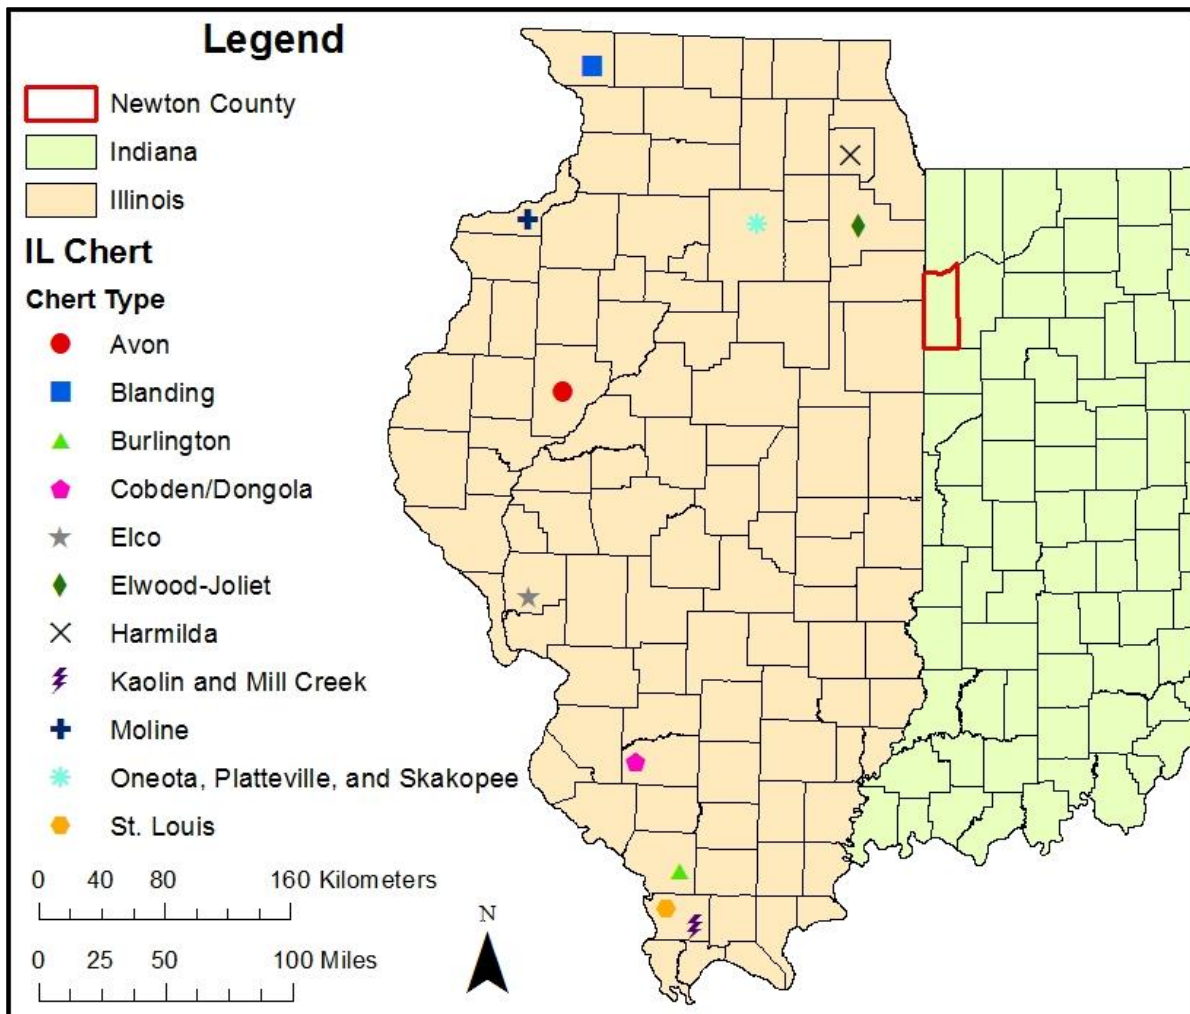 Legend
Newton County
Indiana
Illinois
IL Chert
Chert Type
Avon
Blanding
Burlington
Cobden/Dongola
Elco
Elwood-Joliet
Harmilda
Kaolin and Mill Creek
Moline
Oneota, Platteville, and Skakopee
St. Louis
0 40 80 160 Kilometers
0 25 50 100 Miles
N